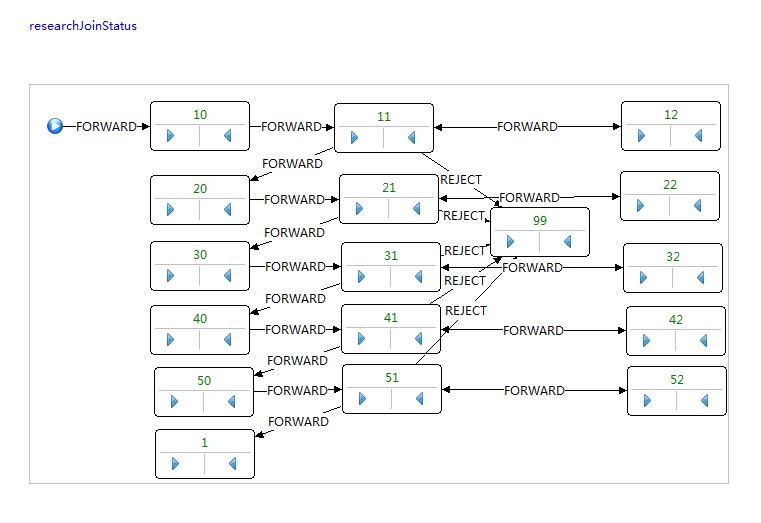 researchJoinStatus
FORWARD 10 FORWARD 11 FORWARD 12
FORWARD REJECT
20 FORWARD 21 FORWARD 22
REJECT 99
FORWARD
30 FORWARD 31 REJECT FORWARD 32
FORWARD REJECT
40 FORWARD 41 REJECT FORWARD 42
FORWARD
50 FORWARD 51 FORWARD 52
FORWARD
1